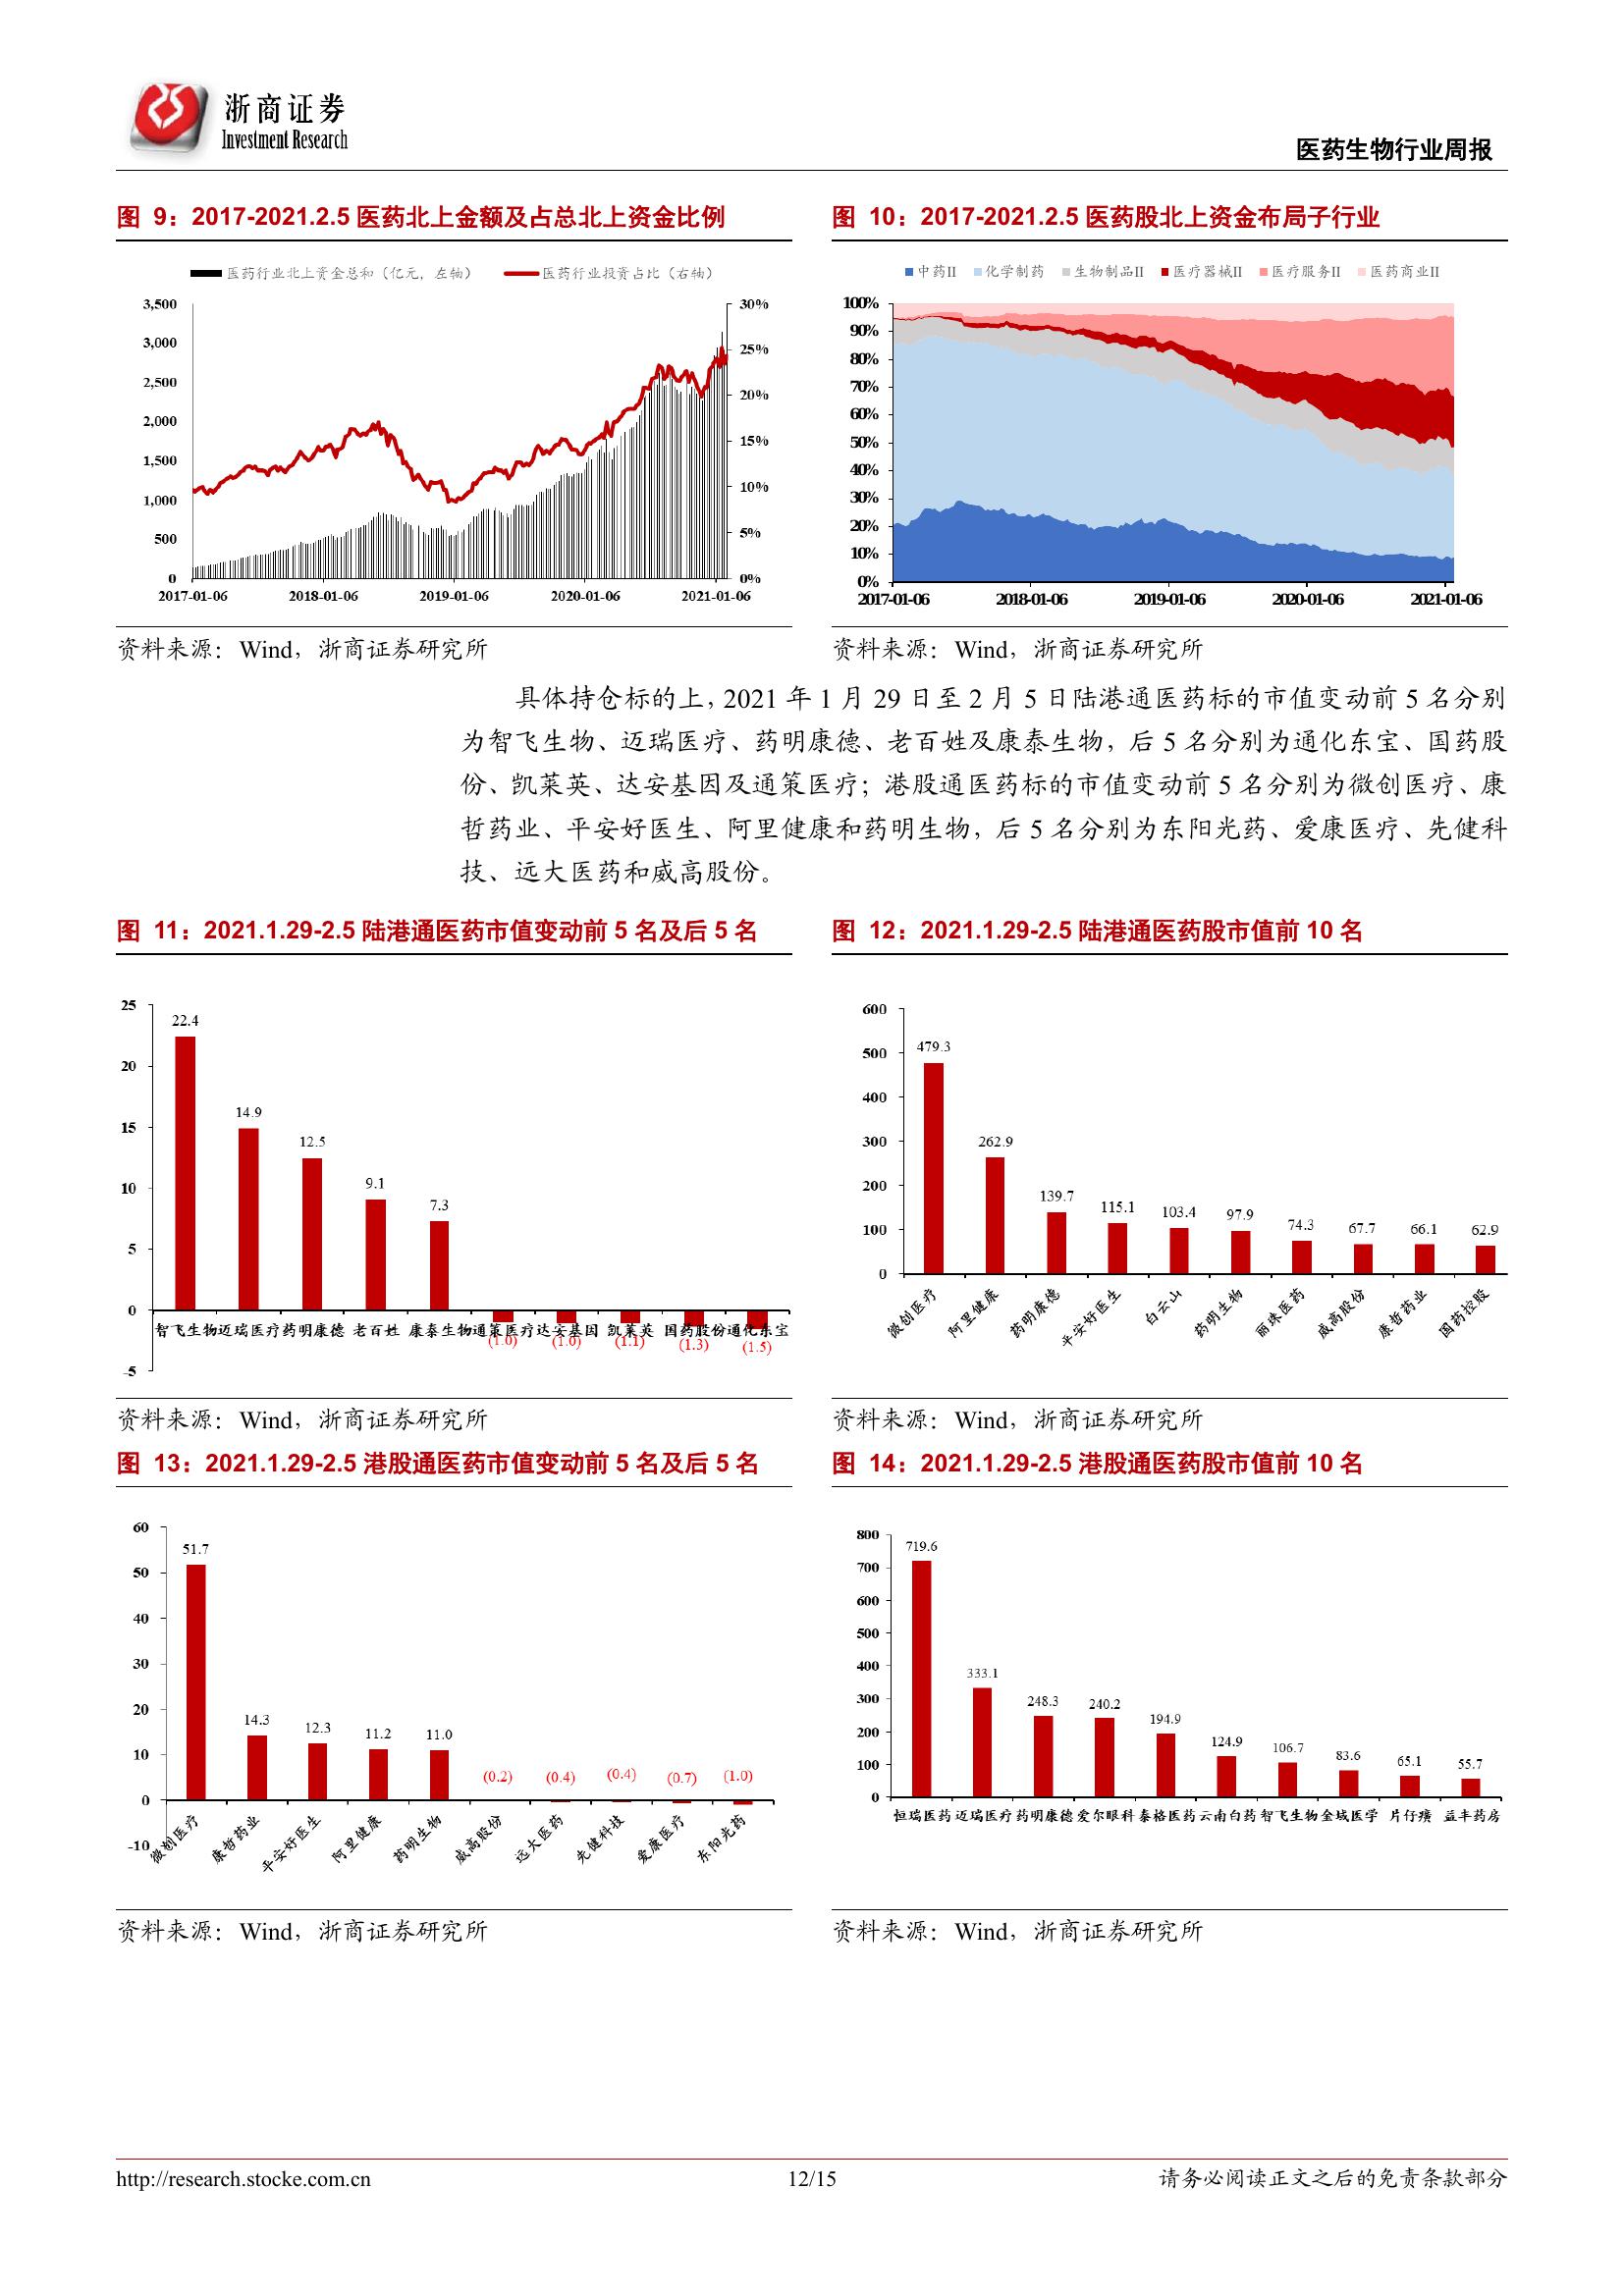 浙商证券
Investment Research
医药生物行业周报
图 9：2017-2021.2.5 医药北上金额及占总北上资金比例
医药行业北上资金总和（亿元，左轴）
医药行业投资占比（右轴）
3,500
3,000
2,500
2,000
1,500
1,000
500
0
30%
25%
20%
15%
10%
5%
0%
2017-01-06 2018-01-06 2019-01-06 2020-01-06 2021-01-06
资料来源：Wind，浙商证券研究所
图 10：2017-2021.2.5 医药股北上资金布局子行业
中药II 化学制药 生物制品II 医疗器械II 医疗服务II 医药商业II
100%
90%
80%
70%
60%
50%
40%
30%
20%
10%
0%
2017-01-06 2018-01-06 2019-01-06 2020-01-06 2021-01-06
资料来源：Wind，浙商证券研究所
具体持仓标的上，2021 年 1 月 29 日至 2 月 5 日陆港通医药标的市值变动前 5 名分别
为智飞生物、迈瑞医疗、药明康德、老百姓及康泰生物，后 5 名分别为通化东宝、国药股
份、凯莱英、达安基因及通策医疗；港股通医药标的市值变动前 5 名分别为微创医疗、康
哲药业、平安好医生、阿里健康和药明生物，后 5 名分别为东阳光药、爱康医疗、先健科
技、远大医药和威高股份。
图 11：2021.1.29-2.5 陆港通医药市值变动前 5 名及后 5 名
25
20
15
10
5
0
-5
22.4
14.9
12.5
9.1
7.3
智飞生物 迈瑞医疗 药明康德 老百姓 康泰生物 通策医疗 达安基因 凯莱英 国药股份 通化东宝
(1.0) (1.0) (1.1) (1.3) (1.5)
资料来源：Wind，浙商证券研究所
图 12：2021.1.29-2.5 陆港通医药股市值前 10 名
600
500
400
300
200
100
0
479.3
262.9
139.7
115.1
103.4
97.9
74.3
67.7
66.1
62.9
微创医疗
阿里健康
药明康德
平安好医生
白云山
药明生物
丽珠医药
威高股份
康哲药业
国药控股
资料来源：Wind，浙商证券研究所
图 13：2021.1.29-2.5 港股通医药市值变动前 5 名及后 5 名
60
50
40
30
20
10
0
-10
51.7
14.3
12.3
11.2
11.0
(0.2)
(0.4)
(0.4)
(0.7)
(1.0)
微创医疗
康哲药业
平安好医生
阿里健康
药明生物
威高股份
远大医药
先健科技
爱康医疗
东阳光药
资料来源：Wind，浙商证券研究所
图 14：2021.1.29-2.5 港股通医药股市值前 10 名
800
700
600
500
400
300
200
100
0
719.6
333.1
248.3
240.2
194.9
124.9
106.7
83.6
65.1
55.7
恒瑞医药 迈瑞医疗 药明康德 爱尔眼科 泰格医药 云南白药 智飞生物 金域医学 片仔癀 益丰药房
资料来源：Wind，浙商证券研究所
http://research.stocke.com.cn
12/15
请务必阅读正文之后的免责条款部分